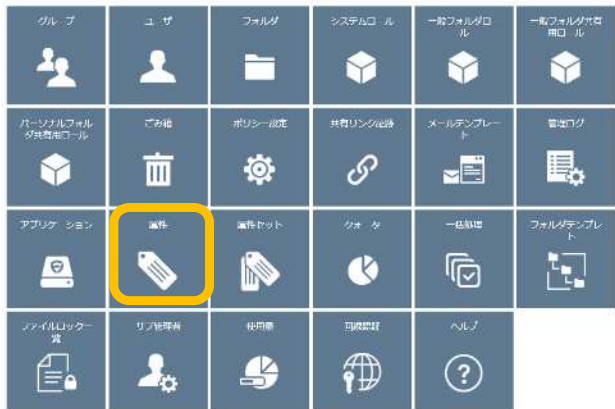 グループ
ユーザ
フォルダ
システムロール
一般フォルダロー
ル
一般フォルダ共有
用ロール
パーソナルフォル
ダ共有用ロール
ごみ箱
ポリシー設定
共有リンク記録
メールテンプレー
ト
管理ログ
アプリケーション
属性
属性セット
クォータ
一括処理
フォルダテンプレ
ート
ファイルロック一
覧
サブ管理者
使用量
回線認証
ヘルプ